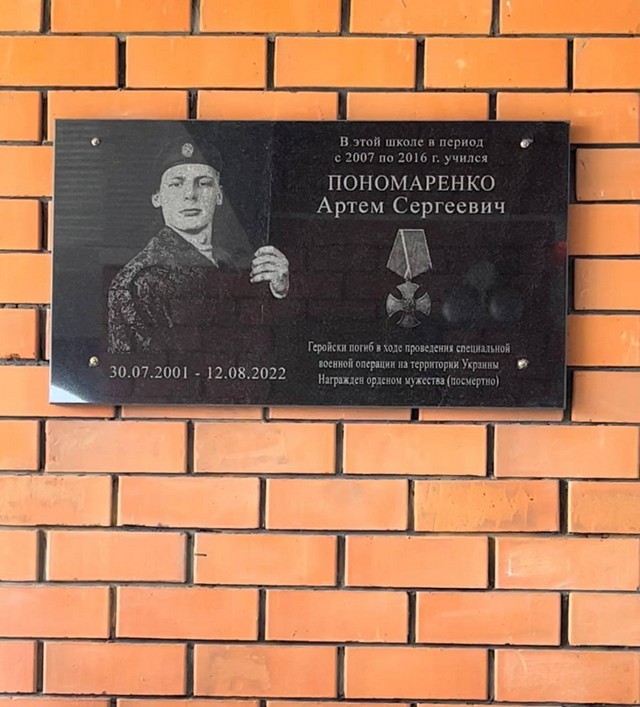 В этой школе в период
с 2007 по 2016 г. учился
ПОНОМАРЕНКО
Артем Сергеевич
Геройски погиб в ходе проведения специальной
военной операции на территории Украины
Награжден орденом мужества (посмертно)
30.07.2001 - 12.08.2022